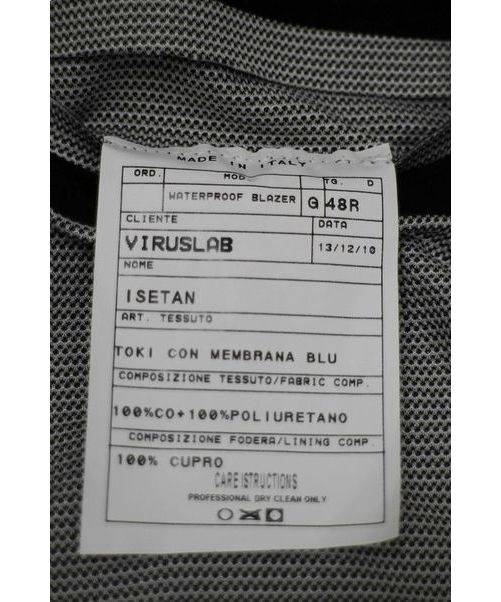 MADE IN ITALY
ORD. MOD. TG. D
WATERPROOF BLAZER G 48R
CLIENTE DATA
VIRUSLAB 13/12/10
NOME
ISETAN
ART. TESSUTO
TOKI CON MEMBRANA BLU
COMPOSIZIONE TESSUTO/FABRIC COMP.
100%CO+100%POLIURETANO
COMPOSIZIONE FODERA/LINING COMP.
100% CUPRO
CARE ISTRUCTIONS
PROFESSIONAL DRY CLEAN ONLY